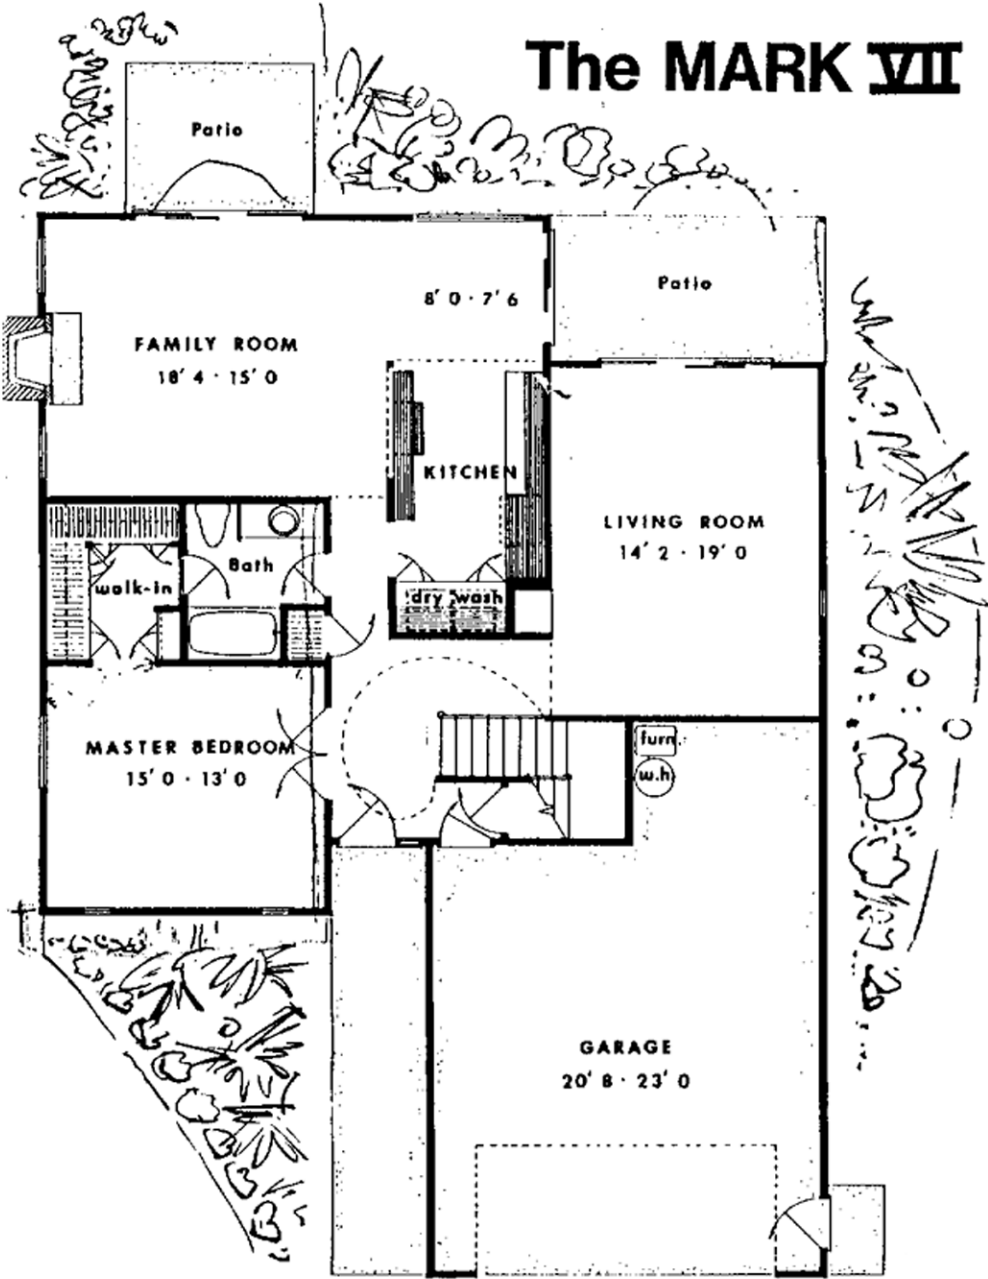 The MARK VII
Patio
Patio
8' 0 · 7' 6
FAMILY ROOM
18' 4 · 15' 0
KITCHEN
LIVING ROOM
14' 2 · 19' 0
Bath
walk-in
dry wash
furn.
w.h
MASTER BEDROOM
15' 0 · 13' 0
GARAGE
20' 8 · 23' 0